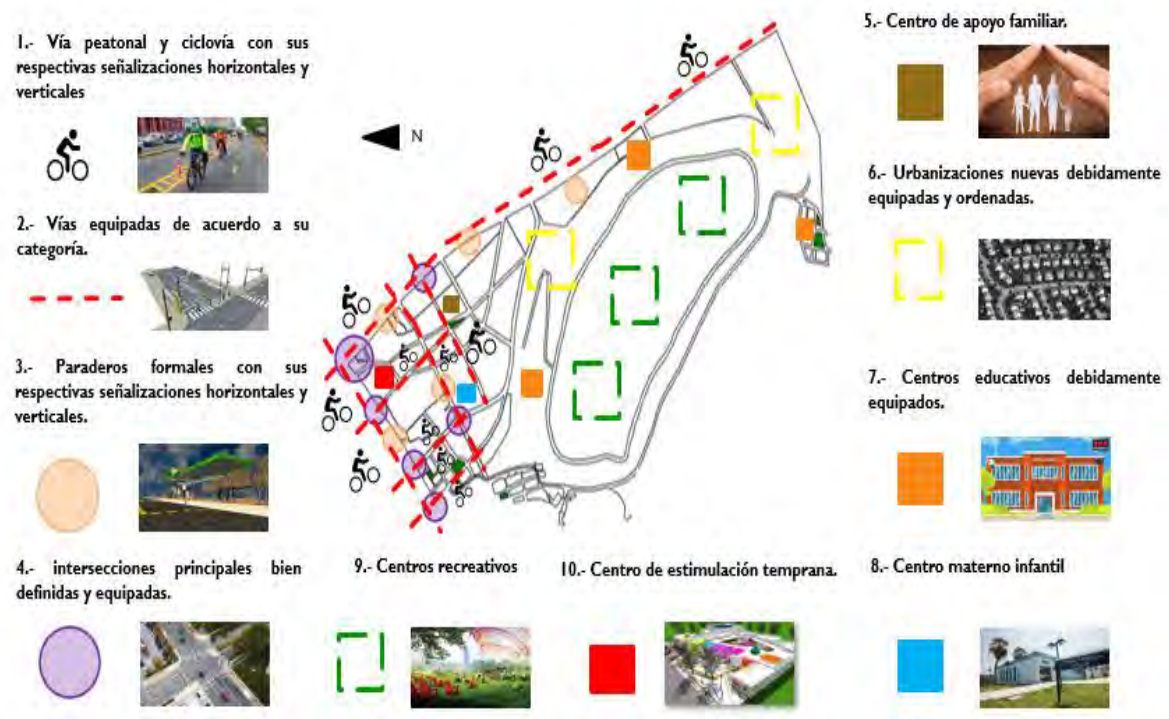 1.- Vía peatonal y ciclovía con sus
respectivas señalizaciones horizontales y
verticales
2.- Vías equipadas de acuerdo a su
categoría.
3.- Paraderos formales con sus
respectivas señalizaciones horizontales y
verticales.
4.- intersecciones principales bien
definidas y equipadas.
N
9.- Centros recreativos
10.- Centro de estimulación temprana.
5.- Centro de apoyo familiar.
6.- Urbanizaciones nuevas debidamente
equipadas y ordenadas.
7.- Centros educativos debidamente
equipados.
8.- Centro materno infantil